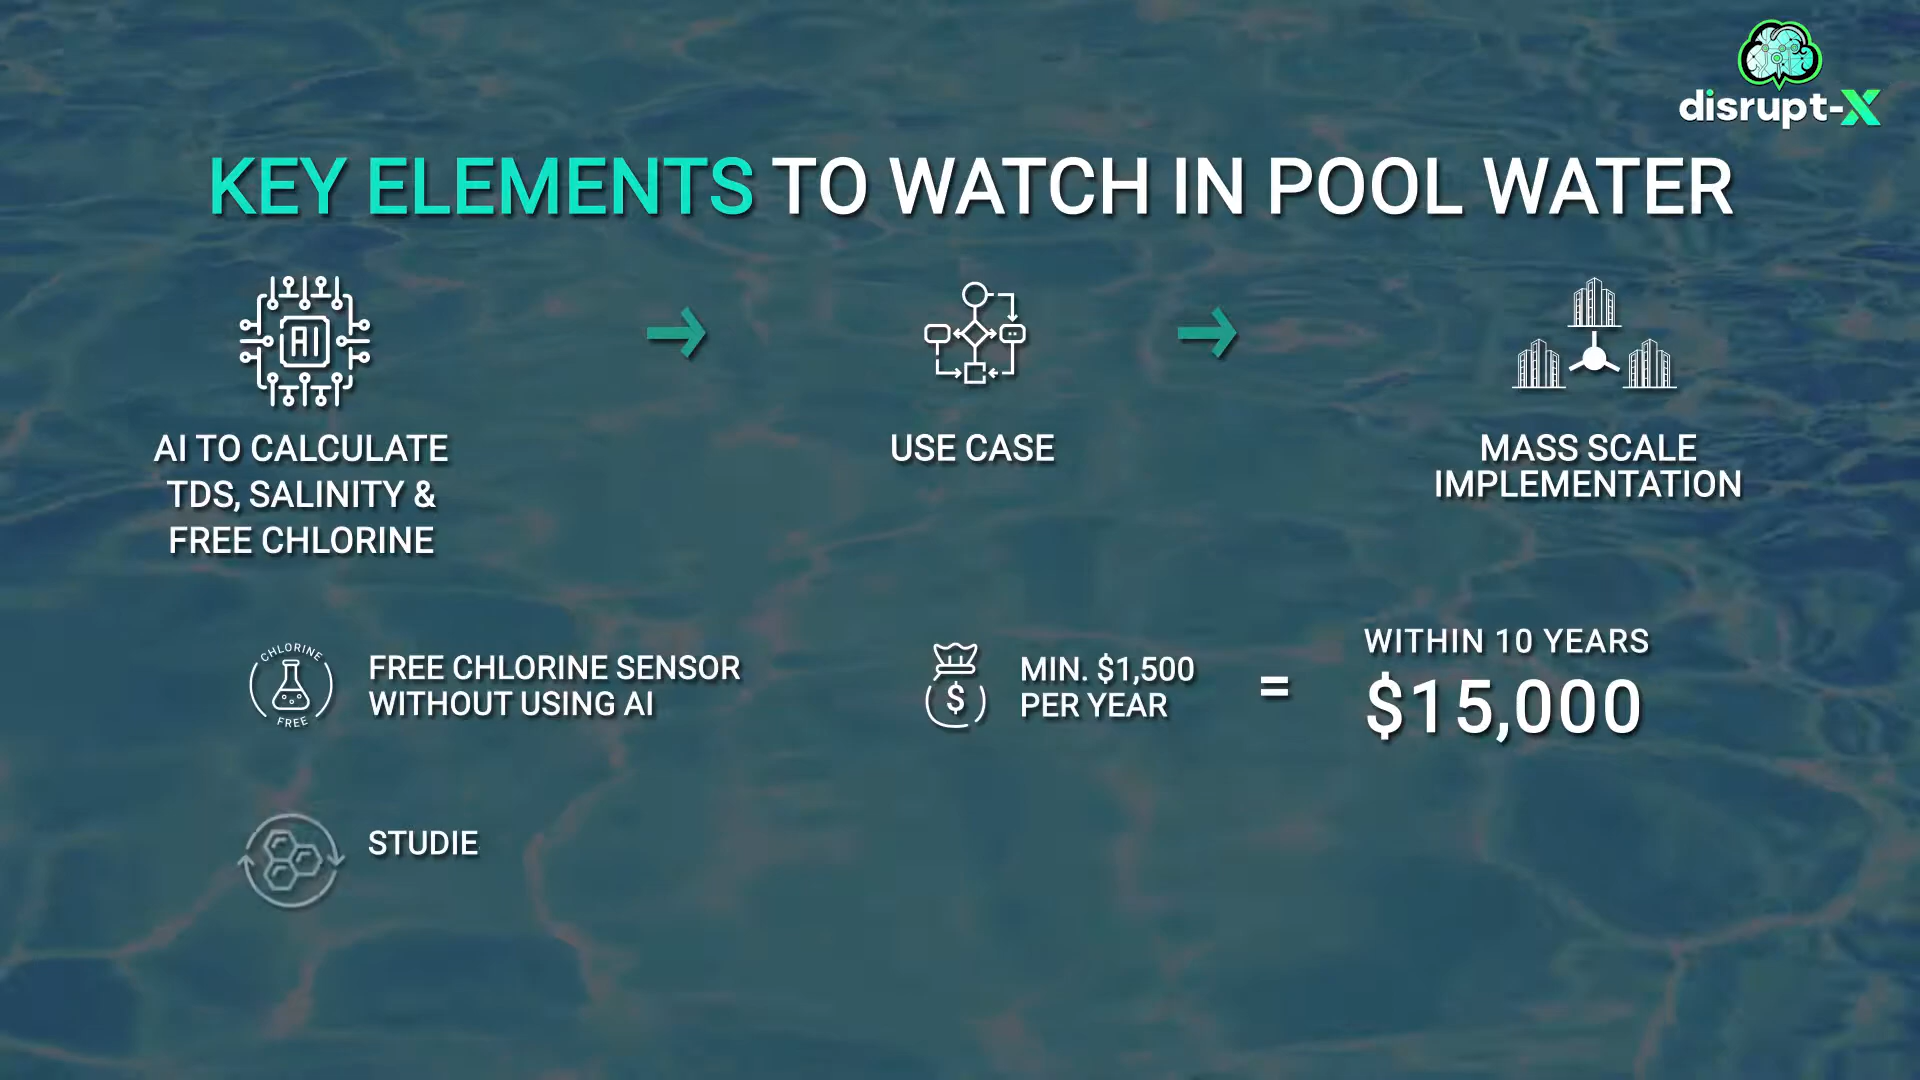 disrupt-X
KEY ELEMENTS TO WATCH IN POOL WATER
AI
AI TO CALCULATE
TDS, SALINITY &
FREE CHLORINE
USE CASE
MASS SCALE
IMPLEMENTATION
CHLORINE
FREE
FREE CHLORINE SENSOR
WITHOUT USING AI
$
MIN. $1,500
PER YEAR
=
WITHIN 10 YEARS
$15,000
STUDIE